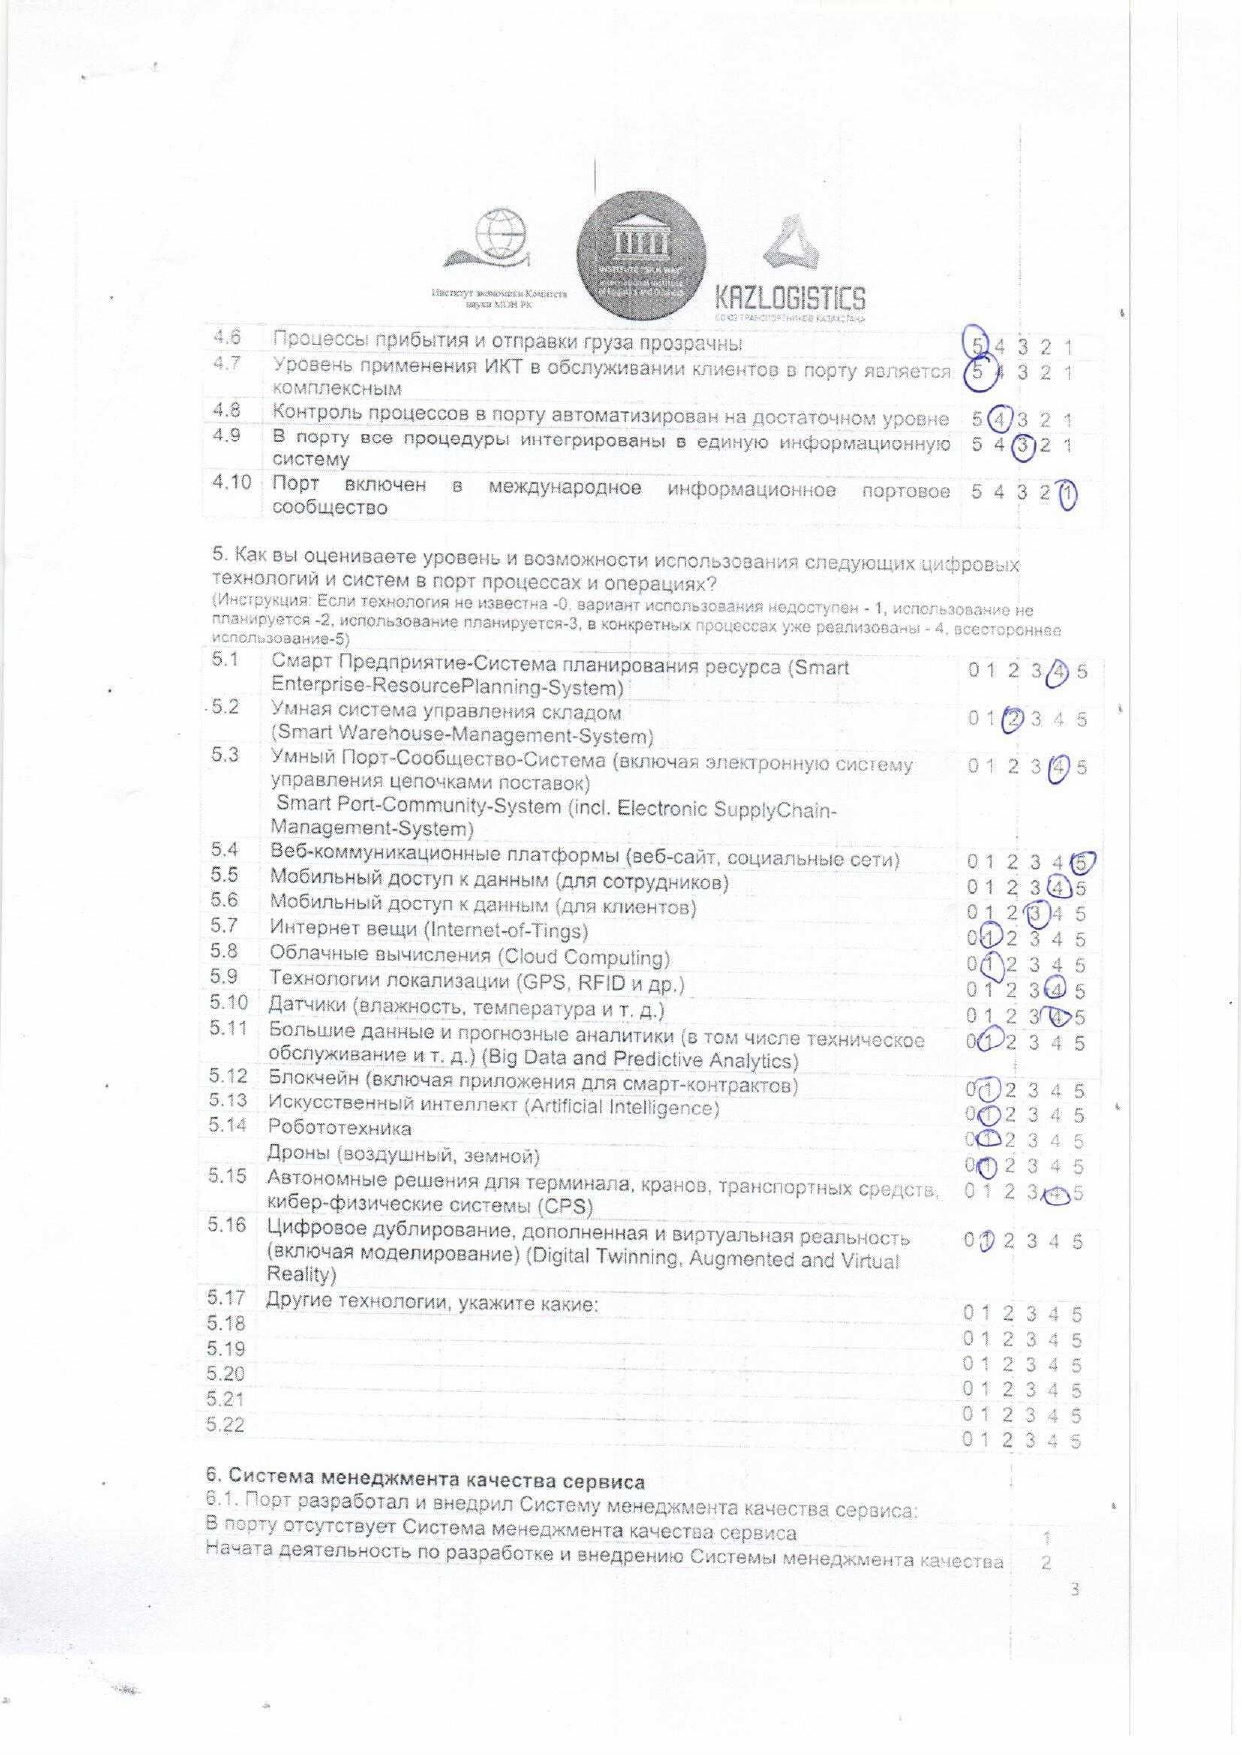 Институт экономики Комитета
науки МОН РК
KAZLOGISTICS
СОЮЗ ТРАНСПОРТНИКОВ КАЗАХСТАНА
4.6 Процессы прибытия и отправки груза прозрачны 5 4 3 2 1
4.7 Уровень применения ИКТ в обслуживании клиентов в порту является 5 4 3 2 1
комплексным
4.8 Контроль процессов в порту автоматизирован на достаточном уровне 5 4 3 2 1
4.9 В порту все процедуры интегрированы в единую информационную 5 4 3 2 1
систему
4.10 Порт включен в международное информационное портовое 5 4 3 2 1
сообщество
5. Как вы оцениваете уровень и возможности использования следующих цифровых
технологий и систем в порт процессах и операциях?
(Инструкция: Если технология не известна -0, вариант использования недоступен - 1, использование не
планируется -2, использование планируется-3, в конкретных процессах уже реализованы - 4, всестороннее
использование-5)
5.1 Смарт Предприятие-Система планирования ресурса (Smart 0 1 2 3 4 5
Enterprise-ResourcePlanning-System)
5.2 Умная система управления складом 0 1 2 3 4 5
(Smart Warehouse-Management-System)
5.3 Умный Порт-Сообщество-Система (включая электронную систему 0 1 2 3 4 5
управления цепочками поставок)
Smart Port-Community-System (incl. Electronic SupplyChain-
Management-System)
5.4 Веб-коммуникационные платформы (веб-сайт, социальные сети) 0 1 2 3 4 5
5.5 Мобильный доступ к данным (для сотрудников) 0 1 2 3 4 5
5.6 Мобильный доступ к данным (для клиентов) 0 1 2 3 4 5
5.7 Интернет вещи (Internet-of-Tings) 0 1 2 3 4 5
5.8 Облачные вычисления (Cloud Computing) 0 1 2 3 4 5
5.9 Технологии локализации (GPS, RFID и др.) 0 1 2 3 4 5
5.10 Датчики (влажность, температура и т. д.) 0 1 2 3 4 5
5.11 Большие данные и прогнозные аналитики (в том числе техническое 0 1 2 3 4 5
обслуживание и т. д.) (Big Data and Predictive Analytics)
5.12 Блокчейн (включая приложения для смарт-контрактов) 0 1 2 3 4 5
5.13 Искусственный интеллект (Artificial Intelligence) 0 1 2 3 4 5
5.14 Робототехника 0 1 2 3 4 5
Дроны (воздушный, земной) 0 1 2 3 4 5
5.15 Автономные решения для терминала, кранов, транспортных средств, 0 1 2 3 4 5
кибер-физические системы (CPS)
5.16 Цифровое дублирование, дополненная и виртуальная реальность 0 1 2 3 4 5
(включая моделирование) (Digital Twinning, Augmented and Virtual
Reality)
5.17 Другие технологии, укажите какие: 0 1 2 3 4 5
5.18 0 1 2 3 4 5
5.19 0 1 2 3 4 5
5.20 0 1 2 3 4 5
5.21 0 1 2 3 4 5
5.22 0 1 2 3 4 5
6. Система менеджмента качества сервиса
6.1. Порт разработал и внедрил Систему менеджмента качества сервиса:
В порту отсутствует Система менеджмента качества сервиса 1
Начата деятельность по разработке и внедрению Системы менеджмента качества 2
3